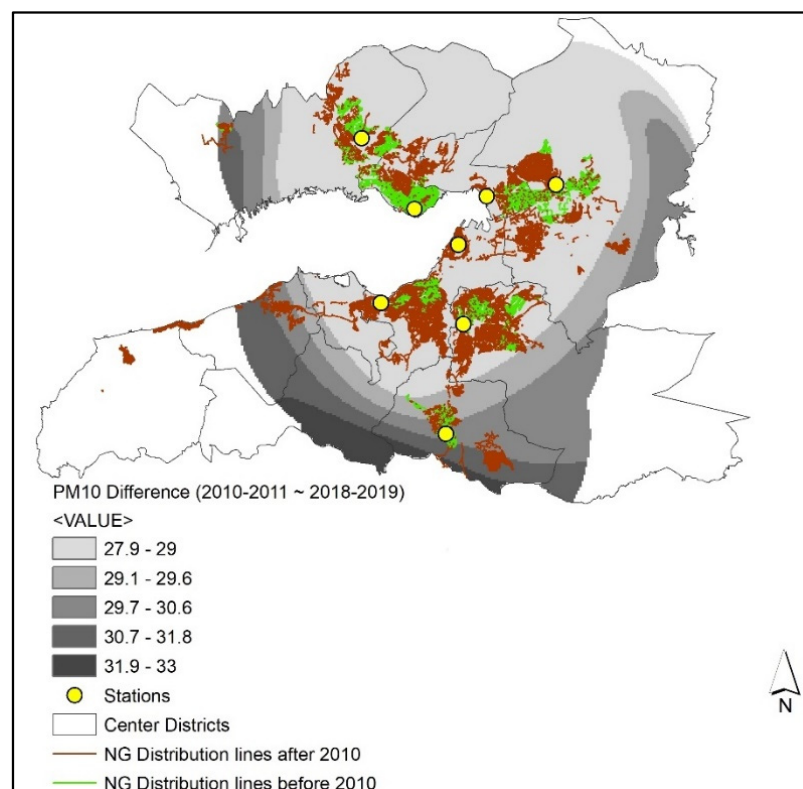 PM10 Difference (2010-2011 ~ 2018-2019)
<VALUE>
27.9 - 29
29.1 - 29.6
29.7 - 30.6
30.7 - 31.8
31.9 - 33
Stations
Center Districts
NG Distribution lines after 2010
NG Distribution lines before 2010
N